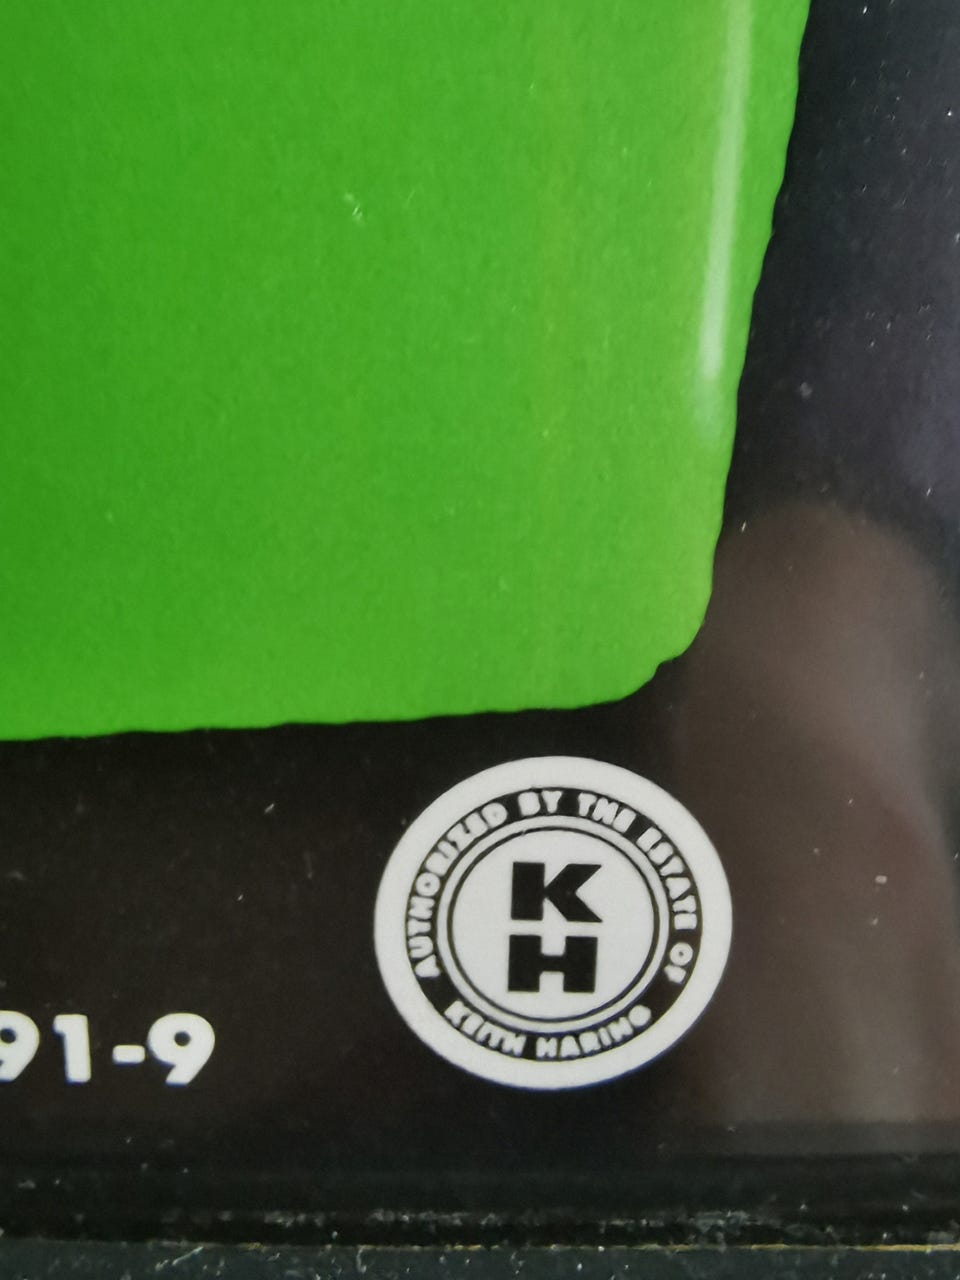 AUTHORIZED BY THE ESTATE OF
KEITH HARING
K
H
91-9